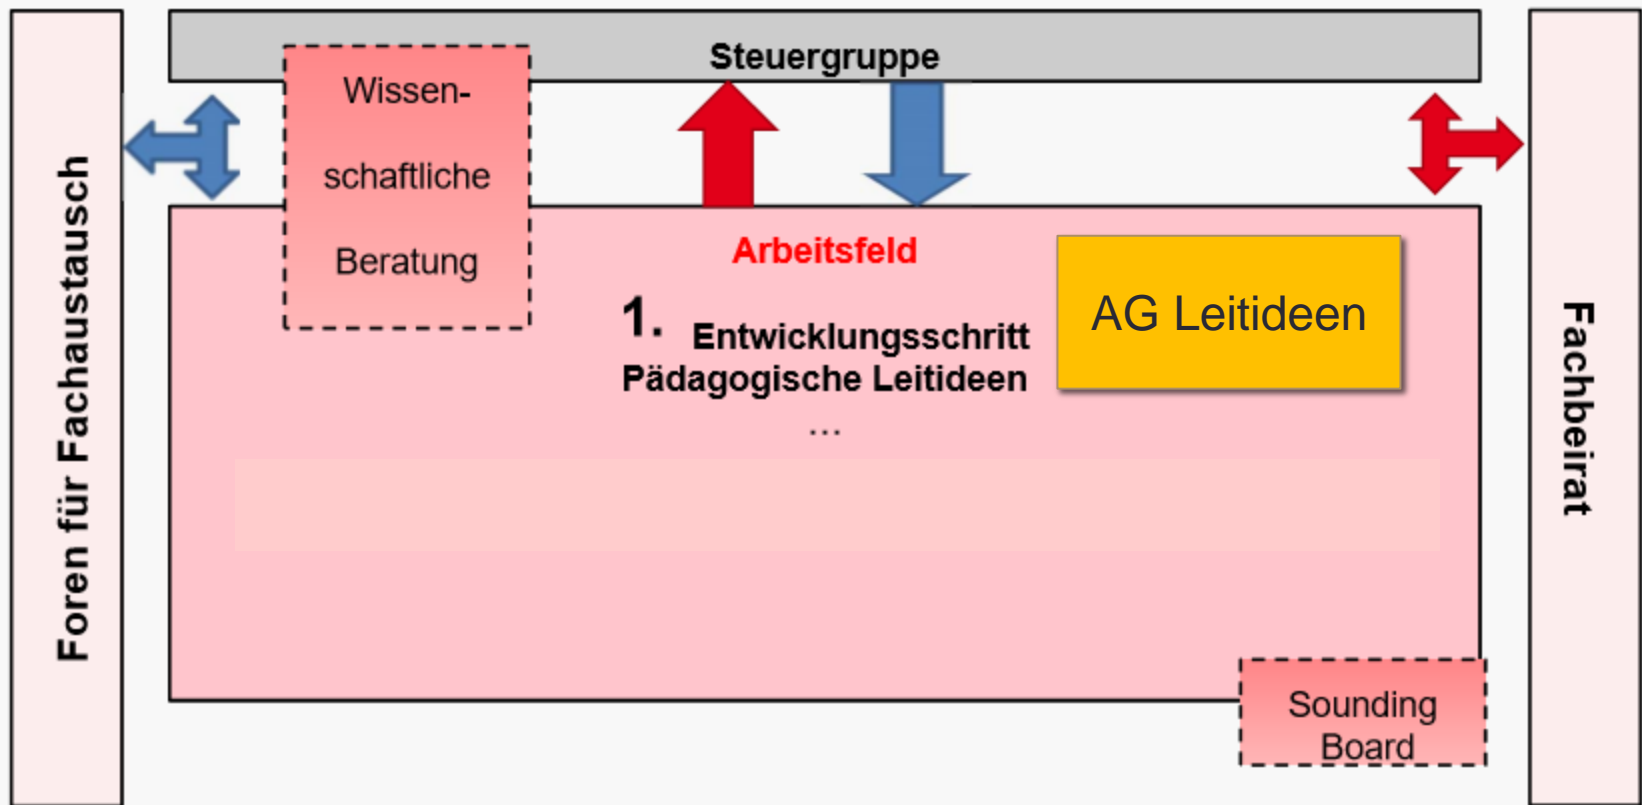 Foren für Fachaustausch
Steuergruppe
Wissen-
schaftliche
Beratung
Arbeitsfeld
1. Entwicklungsschritt
Pädagogische Leitideen
...
AG Leitideen
Sounding
Board
Fachbeirat